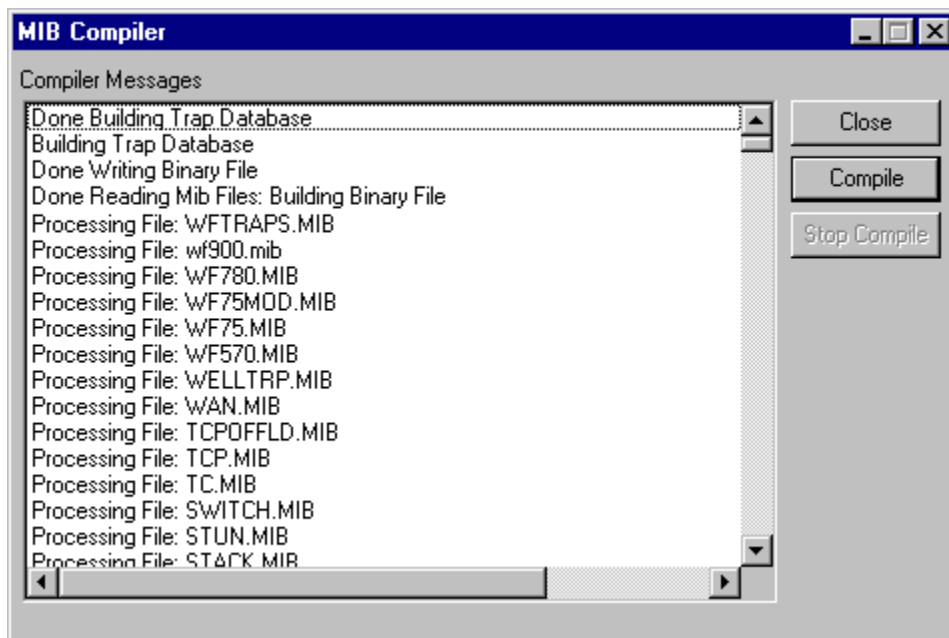 MIB Compiler
Compiler Messages
Done Building Trap Database
Building Trap Database
Done Writing Binary File
Done Reading Mib Files: Building Binary File
Processing File: WFTRAPS.MIB
Processing File: wf900.mib
Processing File: WF780.MIB
Processing File: WF75MOD.MIB
Processing File: WF75.MIB
Processing File: WF570.MIB
Processing File: WELLTRP.MIB
Processing File: WAN.MIB
Processing File: TCPOFFLD.MIB
Processing File: TCP.MIB
Processing File: TC.MIB
Processing File: SWITCH.MIB
Processing File: STUN.MIB
Processing File: STACK.MIB
Close
Compile
Stop Compile